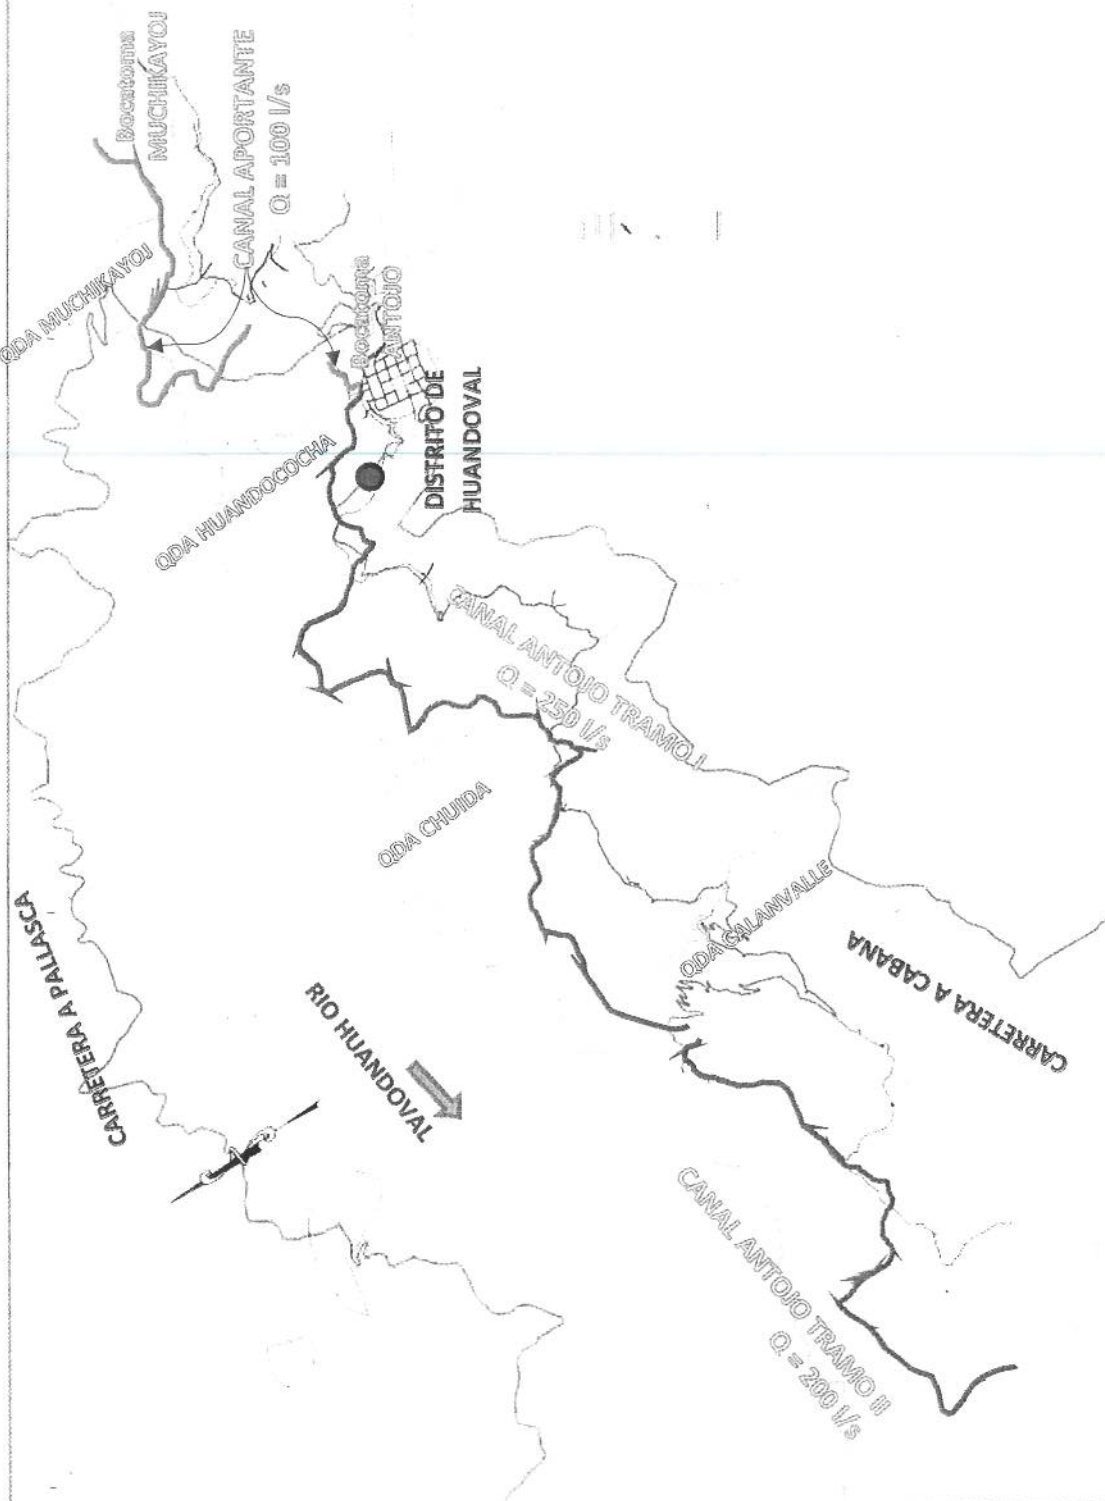 Bocatoma
MUCHIKAYOJ
CANAL APORTANTE
Q = 100 l/s
QDA MUCHIKAYOJ
Bocatoma
ANTOJO
DISTRITO DE
HUANDOVAL
QDA HUANDOCOCHA
CANAL ANTOJO TRAMO I
Q = 250 l/s
QDA CHUIDA
QDA GALANVALLE
CARRETERA A CABANA
CARRETERA A PALLASCA
RIO HUANDOVAL
N
CANAL ANTOJO TRAMO II
Q = 200 l/s